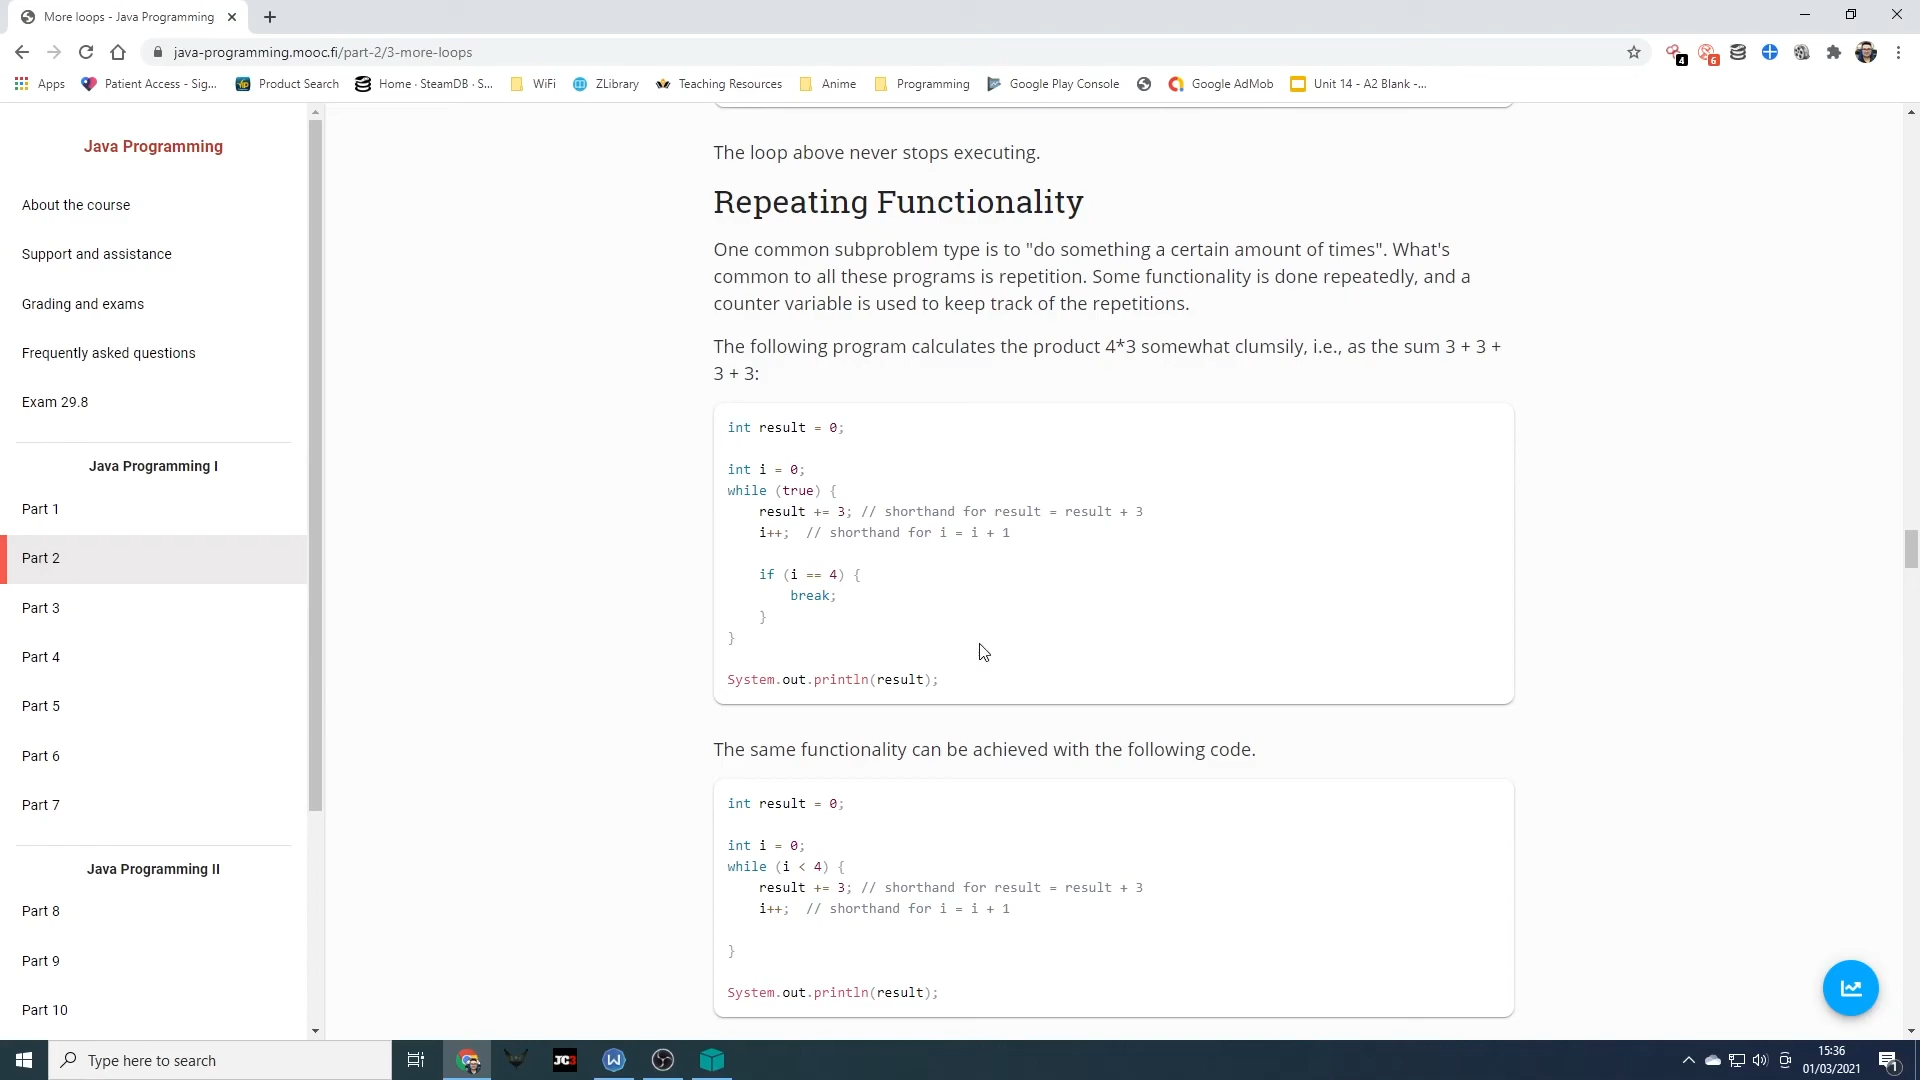 More loops - Java Programming
java-programming.mooc.fi/part-2/3-more-loops
4
6
Apps
Patient Access - Sig...
Product Search
Home · SteamDB · S...
WiFi
ZLibrary
Teaching Resources
Anime
Programming
Google Play Console
Google AdMob
Unit 14 - A2 Blank -...
Java Programming
About the course
Support and assistance
Grading and exams
Frequently asked questions
Exam 29.8
Java Programming I
Part 1
Part 2
Part 3
Part 4
Part 5
Part 6
Part 7
Java Programming II
Part 8
Part 9
Part 10
The loop above never stops executing.
Repeating Functionality
One common subproblem type is to "do something a certain amount of times". What's
common to all these programs is repetition. Some functionality is done repeatedly, and a
counter variable is used to keep track of the repetitions.
The following program calculates the product 4*3 somewhat clumsily, i.e., as the sum 3 + 3 +
3 + 3:
int result = 0;
int i = 0;
while (true) {
    result += 3; // shorthand for result = result + 3
    i++;  // shorthand for i = i + 1
    if (i == 4) {
        break;
    }
}
System.out.println(result);
The same functionality can be achieved with the following code.
int result = 0;
int i = 0;
while (i < 4) {
    result += 3; // shorthand for result = result + 3
    i++;  // shorthand for i = i + 1
}
System.out.println(result);
Type here to search
JC3
W
15:36
01/03/2021
1